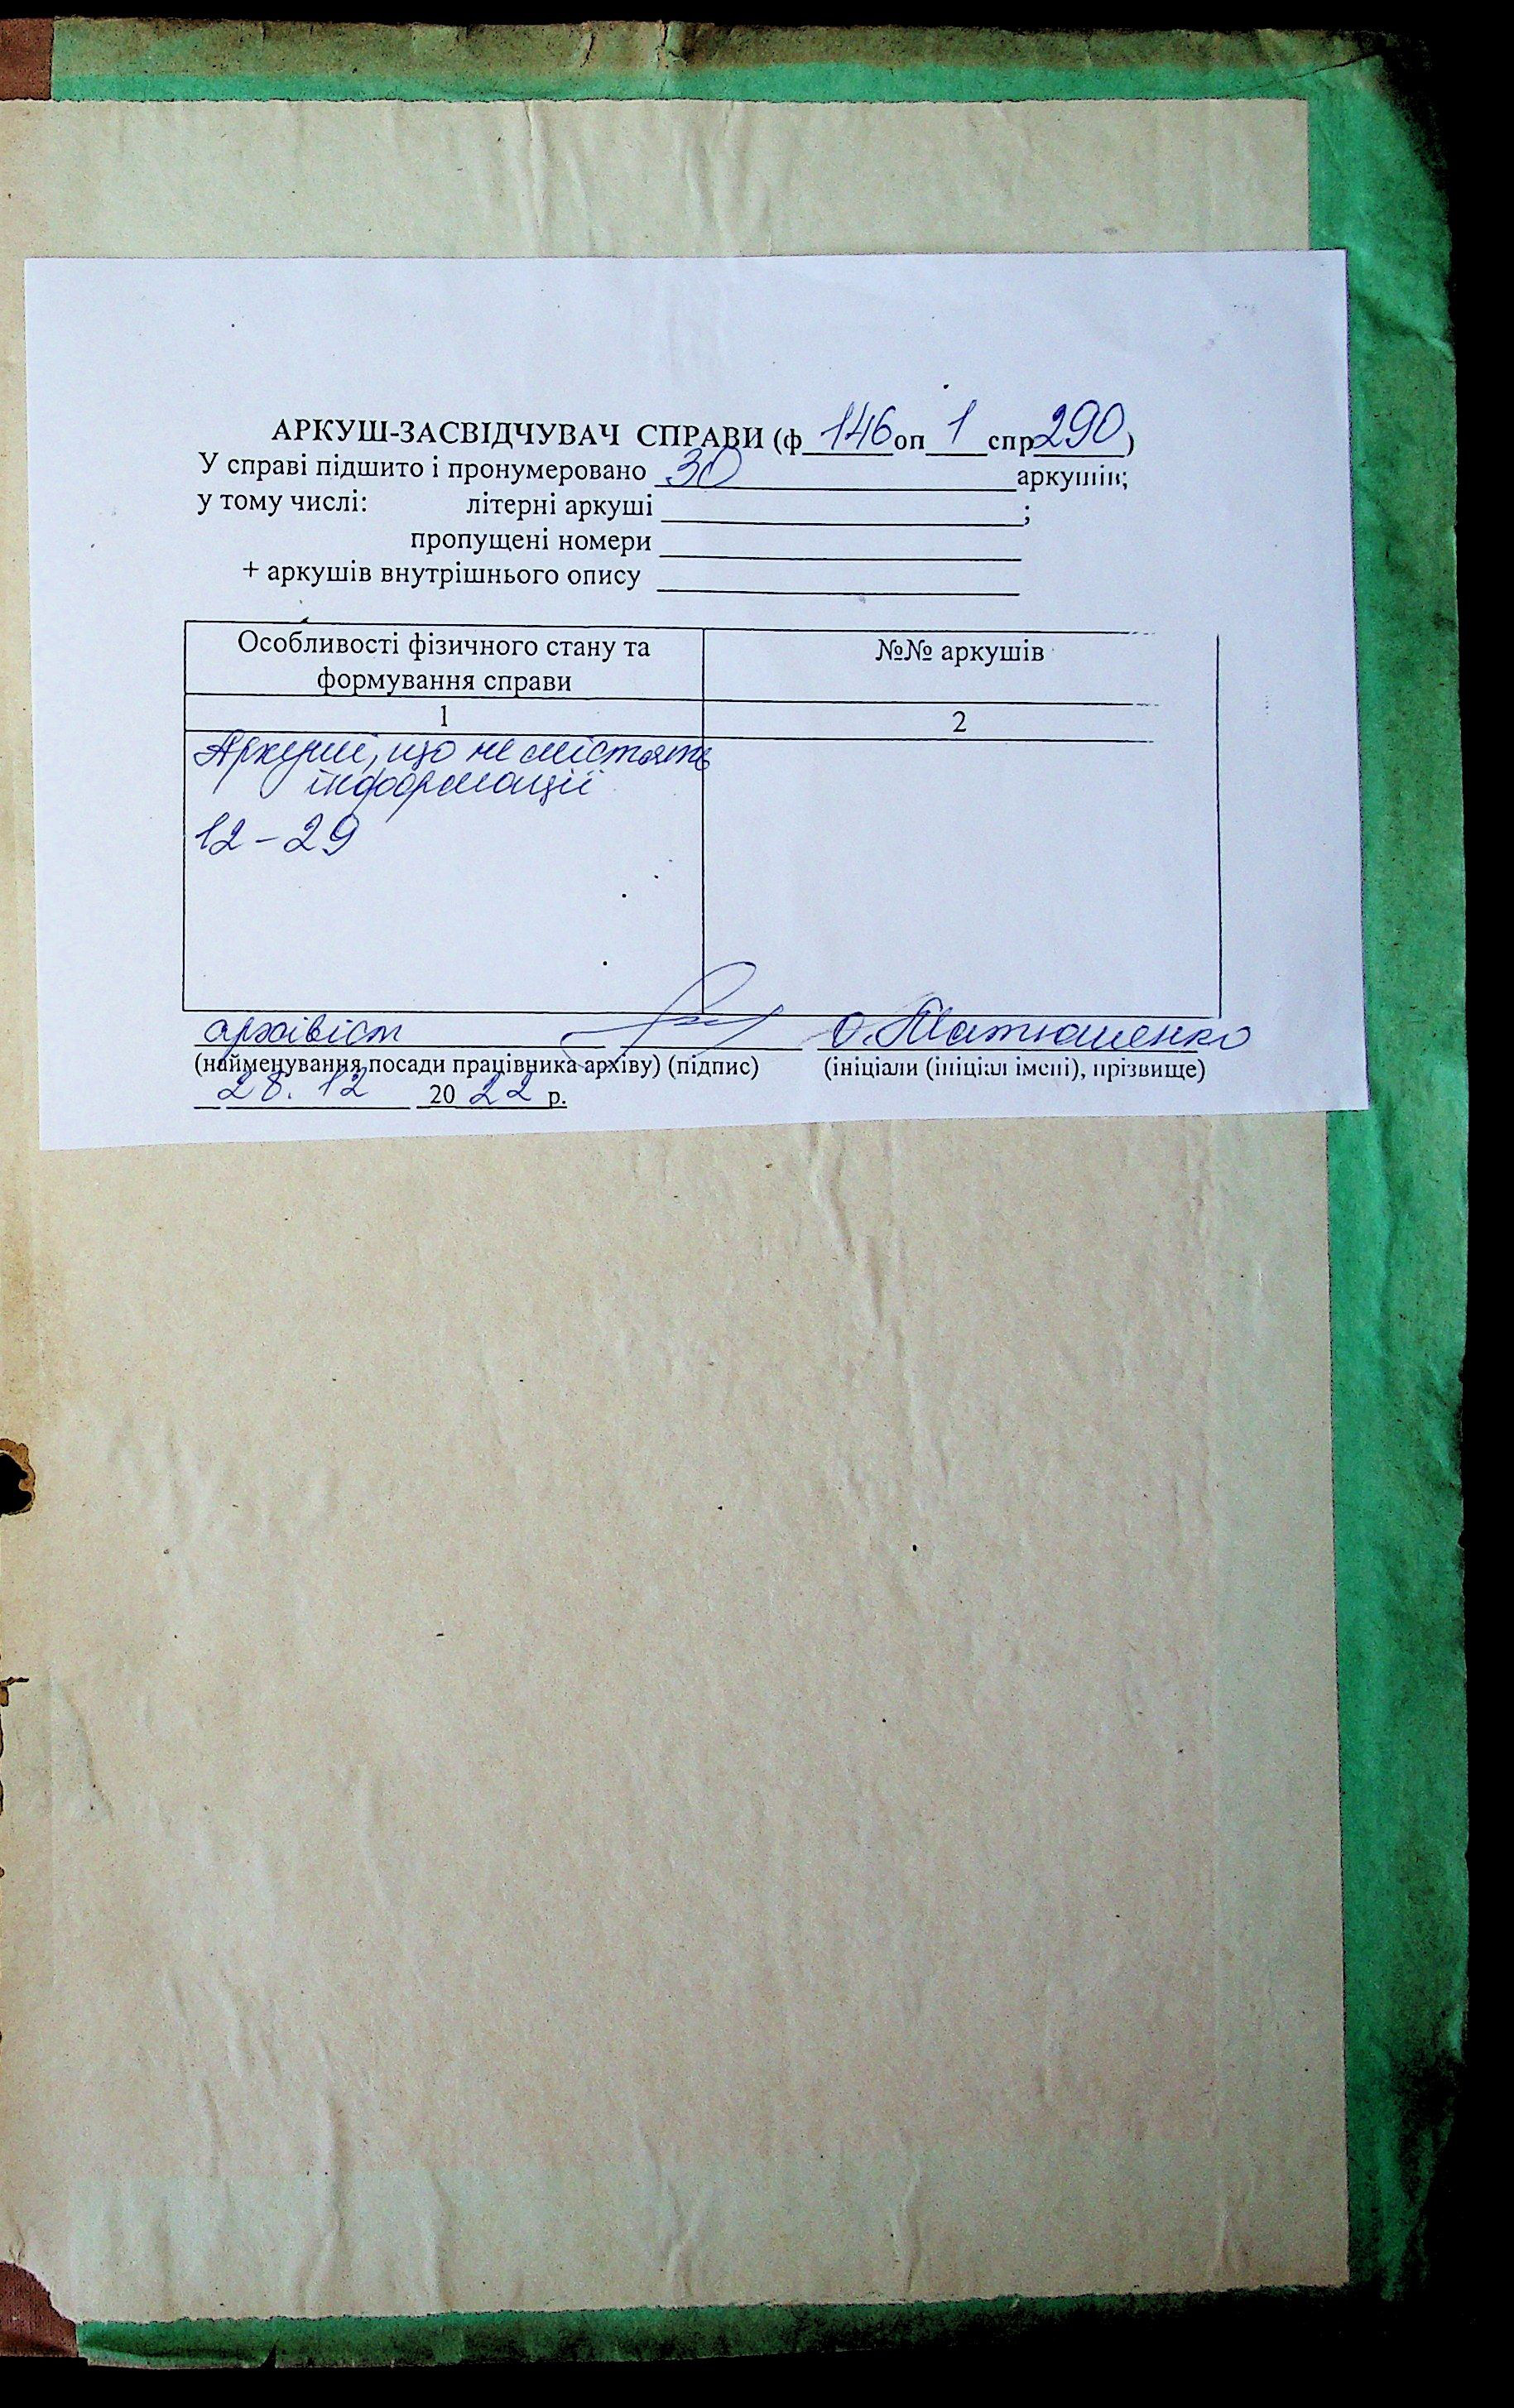 АРКУШ-ЗАСВІДЧУВАЧ СПРАВИ (ф 146 оп 1 спр 290)
У справі підшито і пронумеровано 30 аркушів;
у тому числі: літерні аркуші ;
пропущені номери
+ аркушів внутрішнього опису
Особливості фізичного стану та №№ аркушів
формування справи
1 2
Аркуші, що не містять
інформації
12-29
архівіст О. Матюшенко
(найменування посади працівника архіву) (підпис) (ініціали (ініціал імені), прізвище)
28. 12 2022 р.